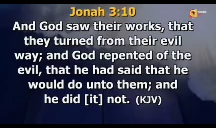 Jonah 3:10
And God saw their works, that
they turned from their evil
way; and God repented of the
evil, that he had said that he
would do unto them; and
he did [it] not. (KJV)